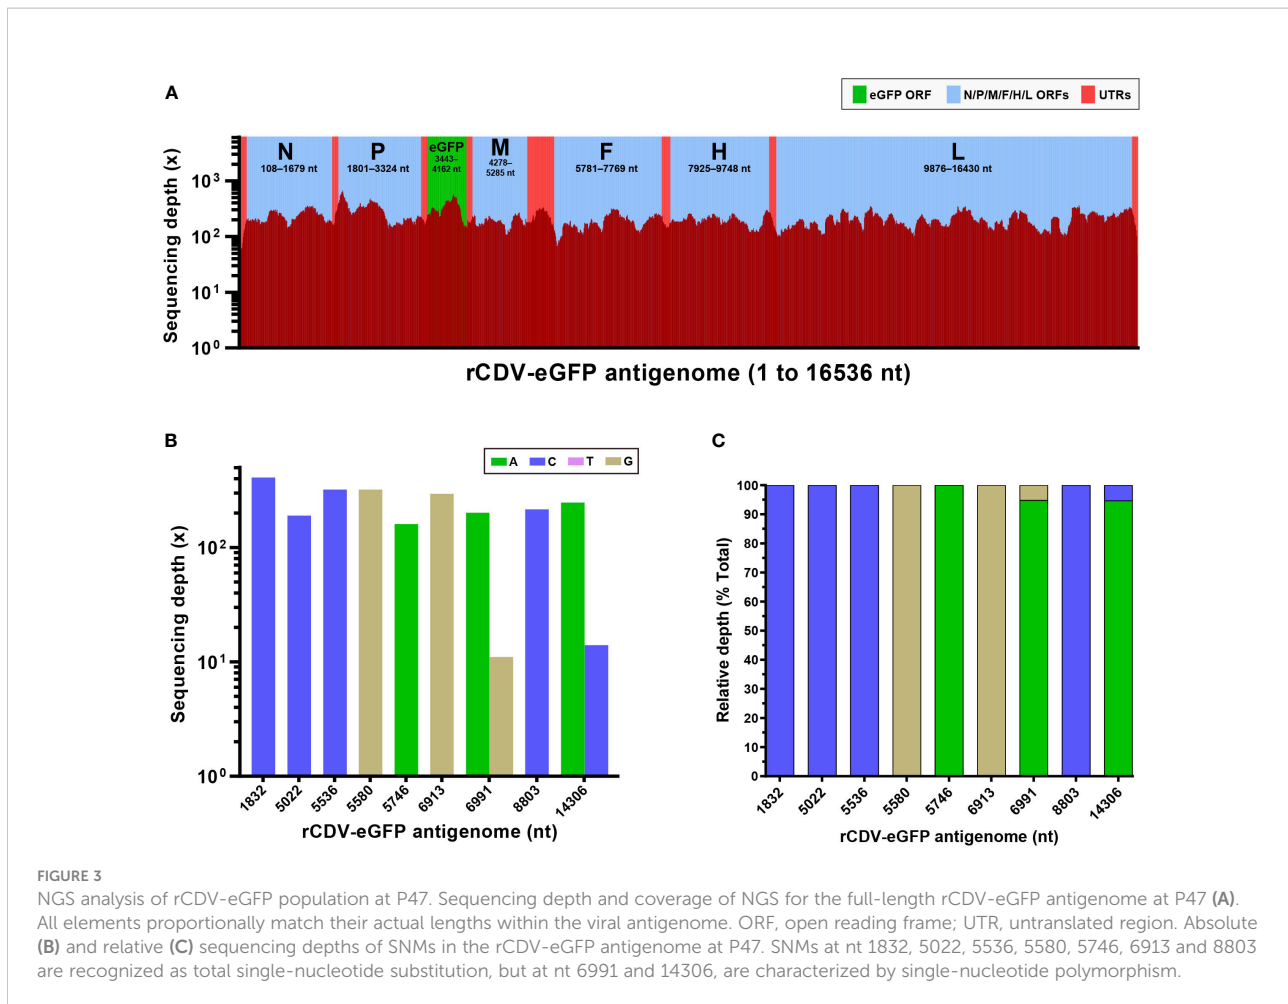 A
eGFP ORF N/P/M/F/H/L ORFs UTRs
Sequencing depth (x)
10³
10²
10¹
10⁰
N
108–1679 nt
P
1801–3324 nt
eGFP
3443–
4162 nt
M
4278–
5285 nt
F
5781–7769 nt
H
7925–9748 nt
L
9876–16430 nt
rCDV-eGFP antigenome (1 to 16536 nt)
B
A C T G
Sequencing depth (x)
10²
10¹
10⁰
1832 5022 5536 5580 5746 6913 6991 8803 14306
rCDV-eGFP antigenome (nt)
C
Relative depth (% Total)
100
90
80
70
60
50
40
30
20
10
0
1832 5022 5536 5580 5746 6913 6991 8803 14306
rCDV-eGFP antigenome (nt)
FIGURE 3
NGS analysis of rCDV-eGFP population at P47. Sequencing depth and coverage of NGS for the full-length rCDV-eGFP antigenome at P47 (A).
All elements proportionally match their actual lengths within the viral antigenome. ORF, open reading frame; UTR, untranslated region. Absolute
(B) and relative (C) sequencing depths of SNMs in the rCDV-eGFP antigenome at P47. SNMs at nt 1832, 5022, 5536, 5580, 5746, 6913 and 8803
are recognized as total single-nucleotide substitution, but at nt 6991 and 14306, are characterized by single-nucleotide polymorphism.